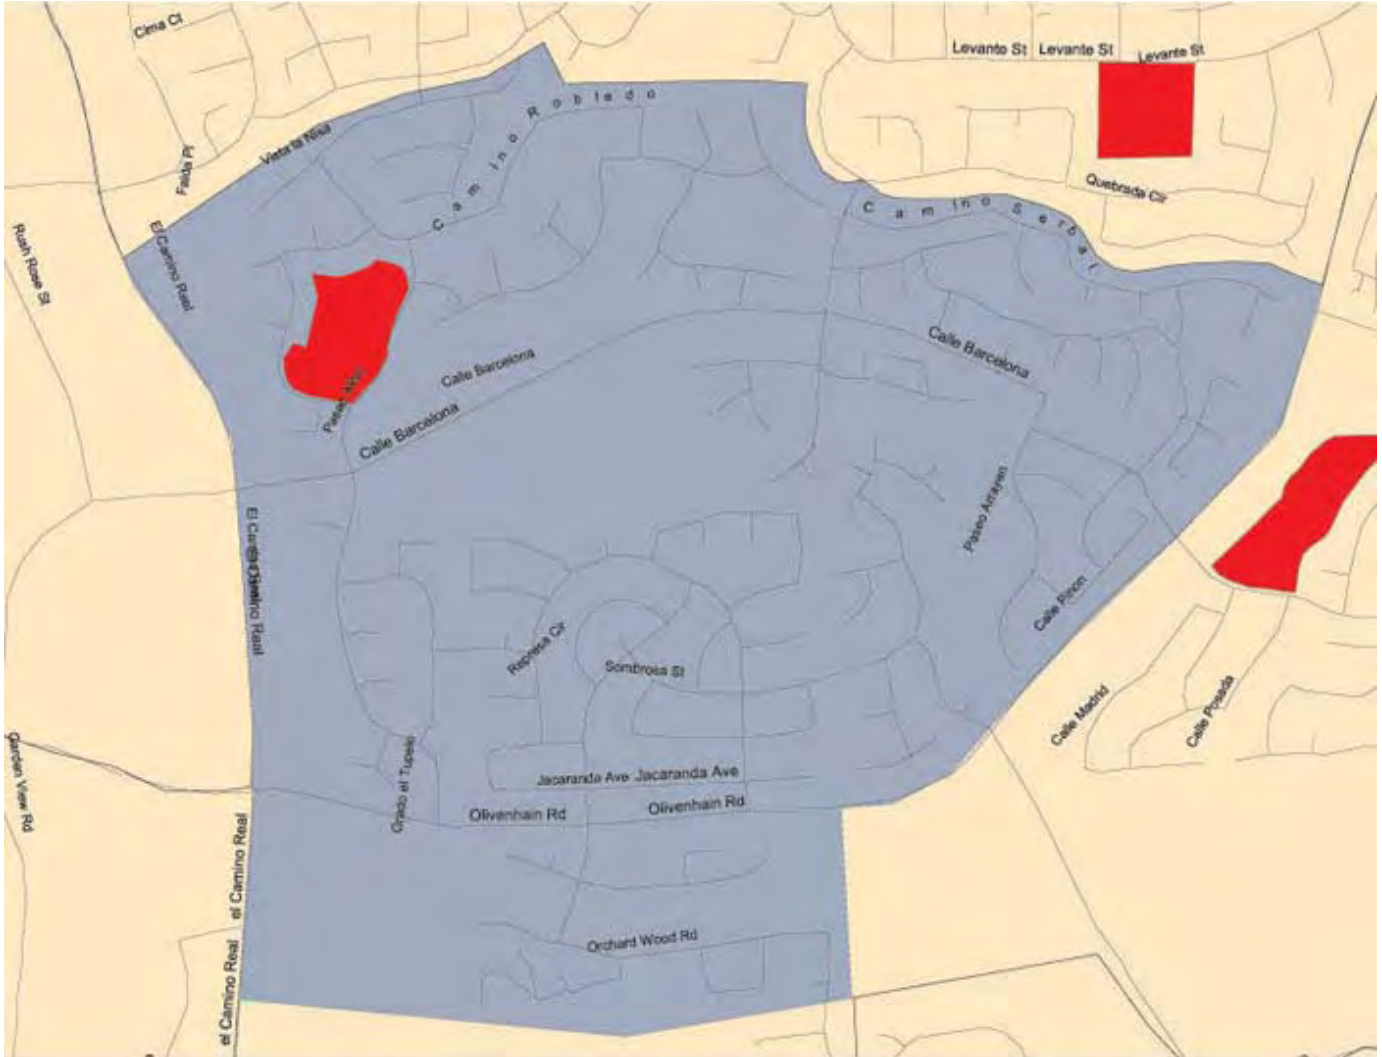 Cima Ct
Levante St
Levante St
Levante St
Camino Robledo
Vista la Nisa
Falda Pl
Quebrada Cir
Camino Serbal
Rush Rose St
El Camino Real
Calle Barcelona
Calle Barcelona
Paseo
Calle Barcelona
Paseo Arrayan
El Camino Real
Calle Pinon
Represa Cir
Sombrosa St
Calle Madrid
Calle Posada
Garden View Rd
Grado el Tupelo
Jacaranda Ave
Jacaranda Ave
Olivenhain Rd
Olivenhain Rd
el Camino Real
Orchard Wood Rd
el Camino Real